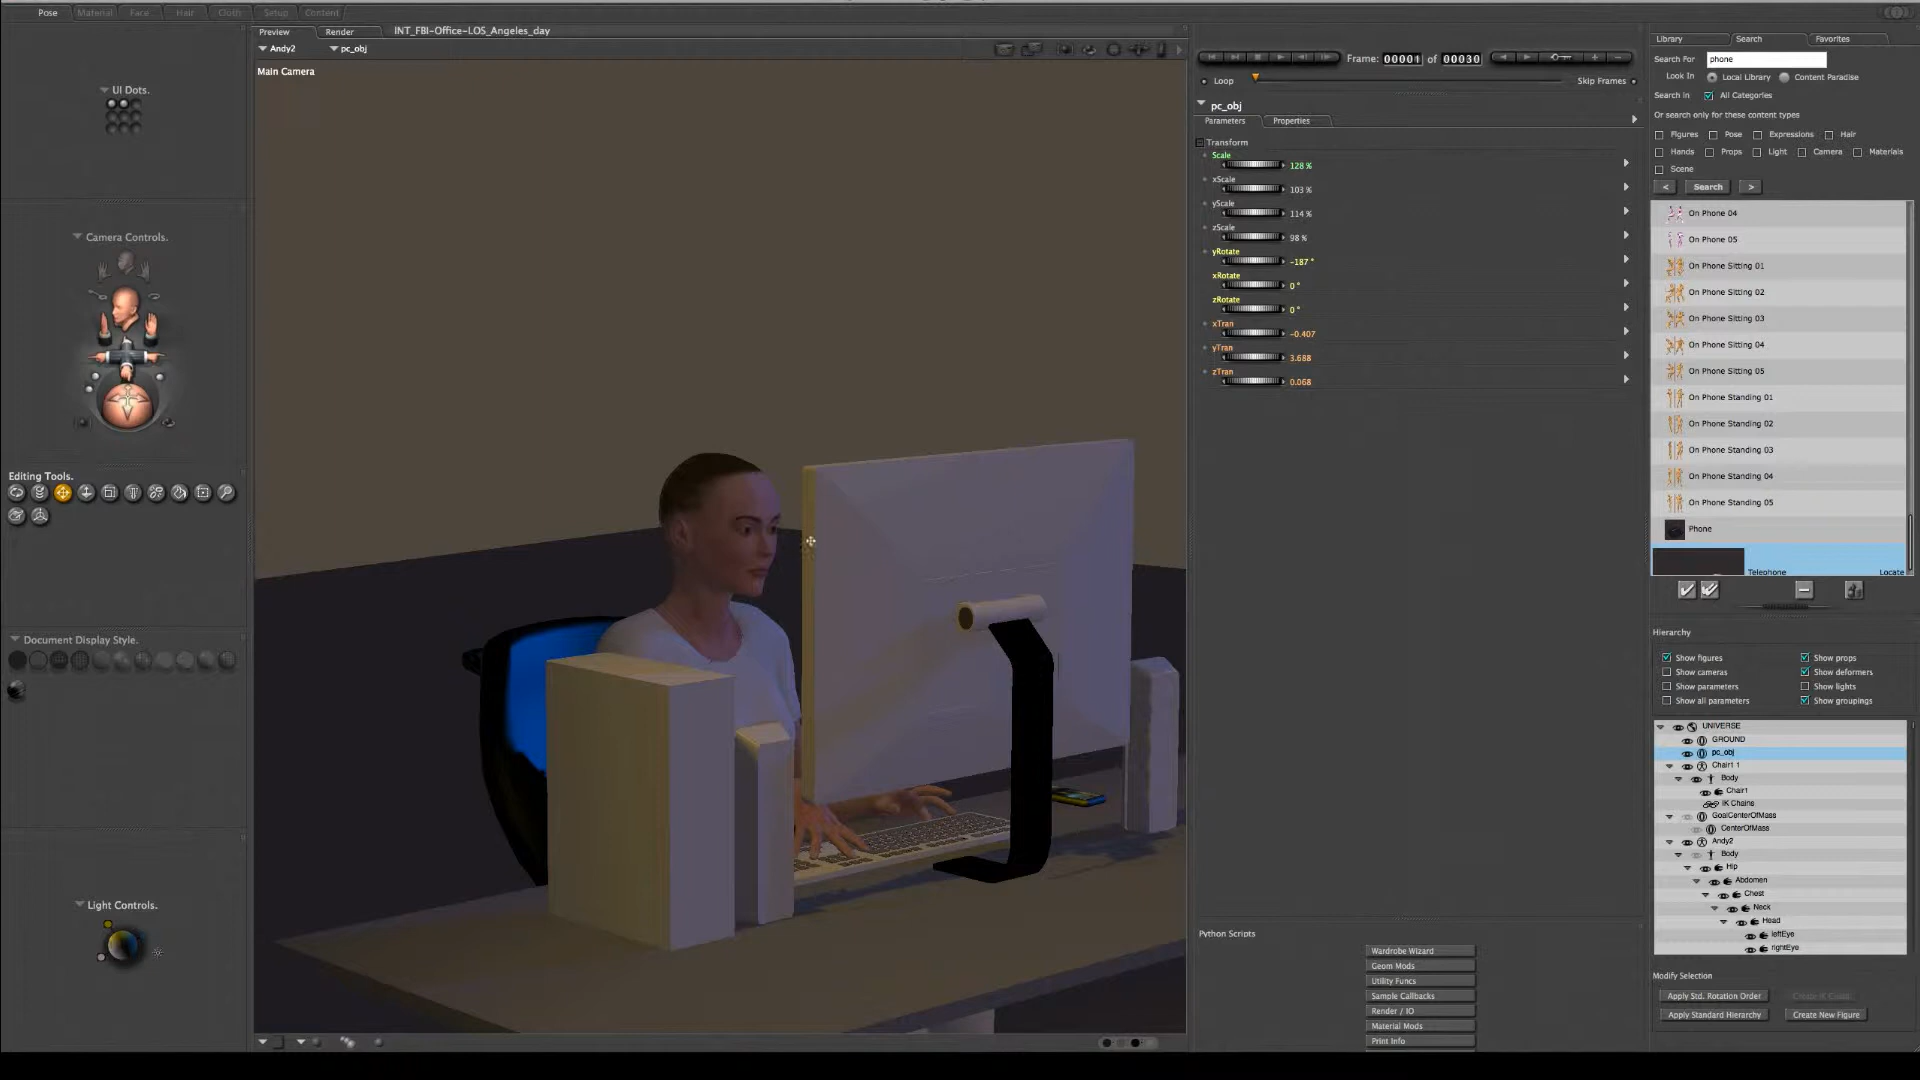 Pose Material Face Hair Cloth Setup Content
Preview Render INT_FBI-Office-LOS_Angeles_day
Andy2 pc_obj
Main Camera
UI Dots.
Camera Controls.
Editing Tools.
Document Display Style.
Light Controls.
Frame: 00001 of 00030
Loop Skip Frames
pc_obj
Parameters Properties
Transform
Scale
128 %
xScale
103 %
yScale
114 %
zScale
98 %
yRotate
-187 °
xRotate
0 °
zRotate
0 °
xTran
-0.407
yTran
3.688
zTran
0.068
Python Scripts
Wardrobe Wizard
Geom Mods
Utility Funcs
Sample Callbacks
Render / IO
Material Mods
Print Info
Library Search Favorites
Search For phone
Look In Local Library Content Paradise
Search in All Categories
Or search only for these content types
Figures Pose Expressions Hair
Hands Props Light Camera Materials
Scene
< Search >
On Phone 04
On Phone 05
On Phone Sitting 01
On Phone Sitting 02
On Phone Sitting 03
On Phone Sitting 04
On Phone Sitting 05
On Phone Standing 01
On Phone Standing 02
On Phone Standing 03
On Phone Standing 04
On Phone Standing 05
Phone
Telephone Locate
Hierarchy
Show figures Show props
Show cameras Show deformers
Show parameters Show lights
Show all parameters Show groupings
UNIVERSE
GROUND
pc_obj
Chair1 1
Body
Chair1
IK Chains
GoalCenterOfMass
CenterOfMass
Andy2
Body
Hip
Abdomen
Chest
Neck
Head
leftEye
rightEye
Modify Selection
Apply Std. Rotation Order
Apply Standard Hierarchy Create New Figure